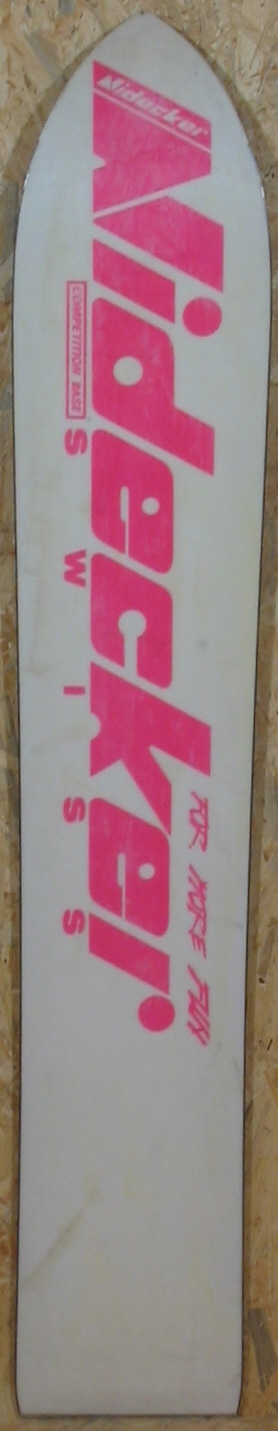 Nidecker
FOR MORE FUN
Nidecker
COMPETITION BASE
SWISS